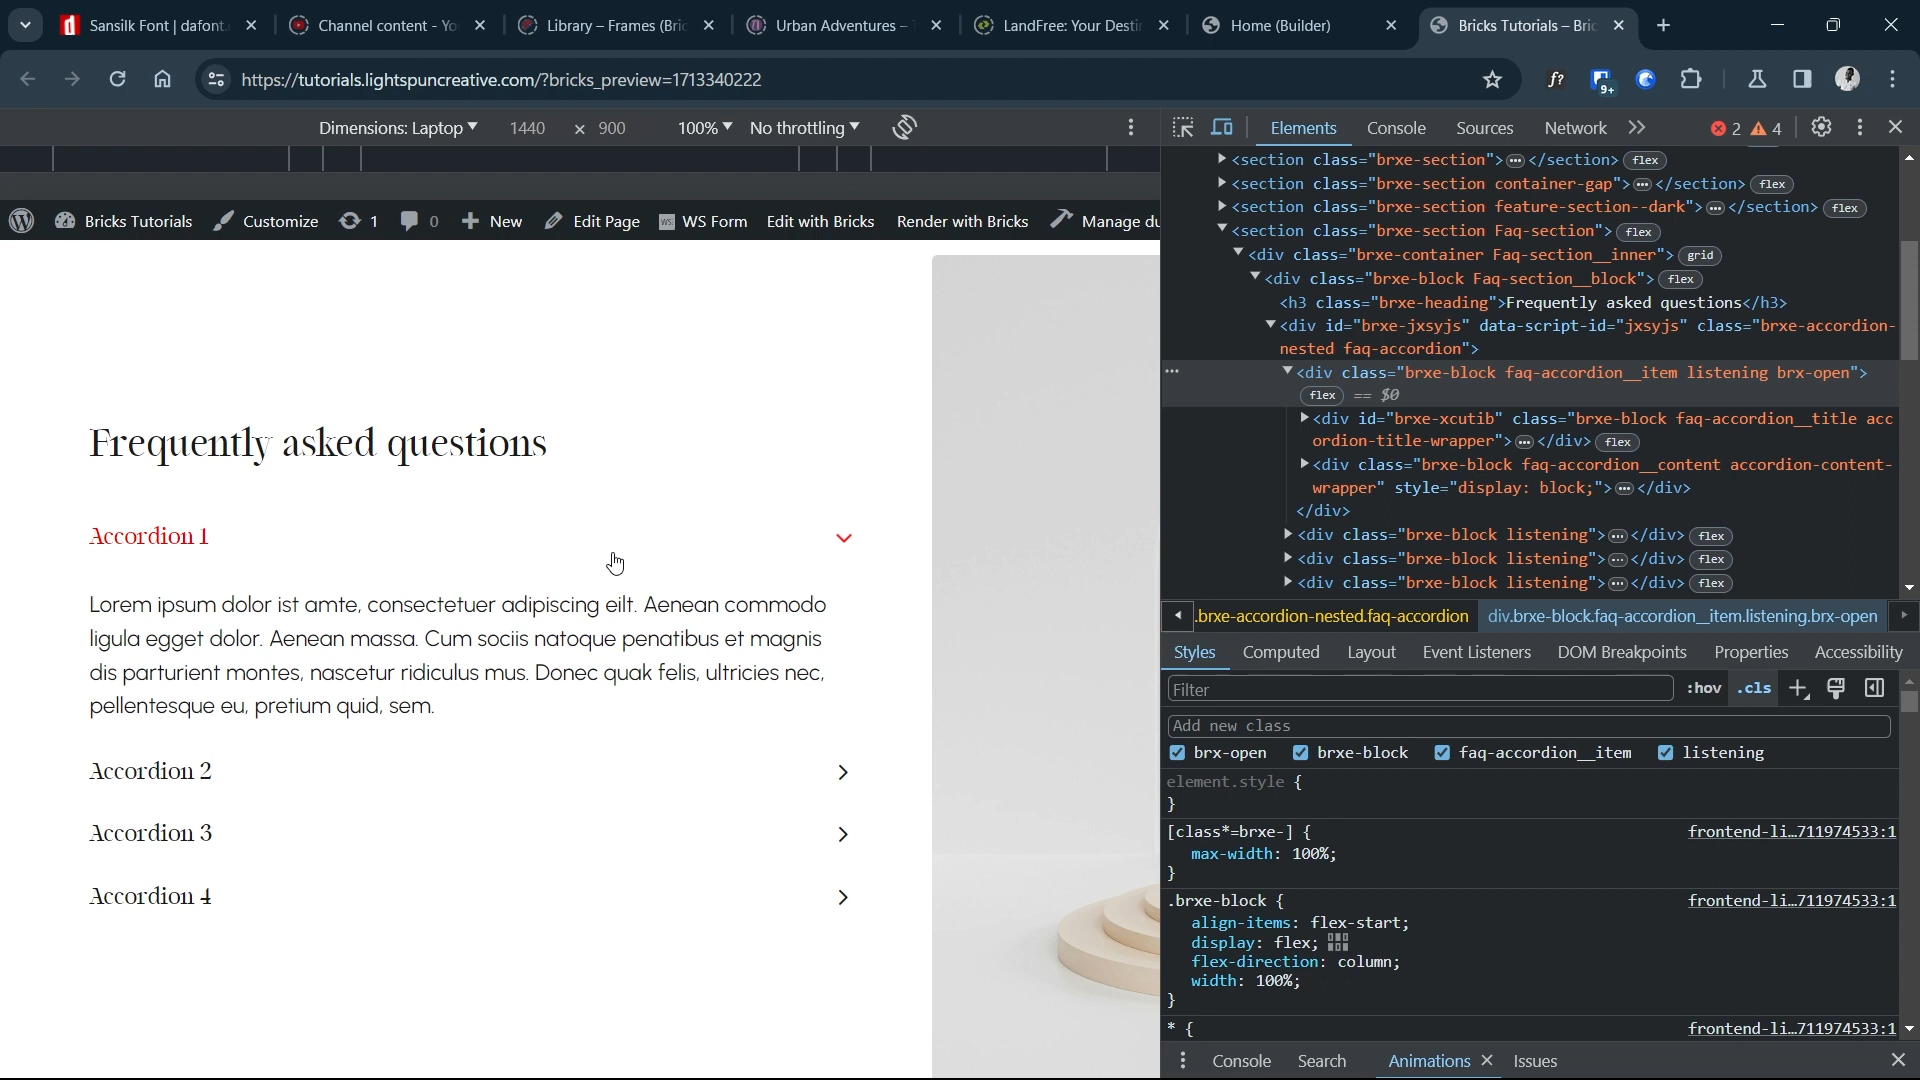 Sansilk Font | dafont. Channel content - Yo Library – Frames (Bric Urban Adventures – LandFree: Your Destin Home (Builder) Bricks Tutorials – Bric
https://tutorials.lightspuncreative.com/?bricks_preview=1713340222 f? 9+
Dimensions: Laptop 1440 × 900 100% No throttling
Elements Console Sources Network 2 4
Bricks Tutorials Customize 1 0 New Edit Page WS Form Edit with Bricks Render with Bricks Manage du
Frequently asked questions
Accordion 1
Lorem ipsum dolor ist amte, consectetuer adipiscing eilt. Aenean commodo
ligula egget dolor. Aenean massa. Cum sociis natoque penatibus et magnis
dis parturient montes, nascetur ridiculus mus. Donec quak felis, ultricies nec,
pellentesque eu, pretium quid, sem.
Accordion 2
Accordion 3
Accordion 4
<section class="brxe-section">…</section> flex
<section class="brxe-section container-gap">…</section> flex
<section class="brxe-section feature-section--dark">…</section> flex
<section class="brxe-section Faq-section"> flex
<div class="brxe-container Faq-section__inner"> grid
<div class="brxe-block Faq-section__block"> flex
<h3 class="brxe-heading">Frequently asked questions</h3>
<div id="brxe-jxsyjs" data-script-id="jxsyjs" class="brxe-accordion-
nested faq-accordion">
<div class="brxe-block faq-accordion__item listening brx-open">
flex == $0
<div id="brxe-xcutib" class="brxe-block faq-accordion__title acc
ordion-title-wrapper">…</div> flex
<div class="brxe-block faq-accordion__content accordion-content-
wrapper" style="display: block;">…</div>
</div>
<div class="brxe-block listening">…</div> flex
<div class="brxe-block listening">…</div> flex
<div class="brxe-block listening">…</div> flex
.brxe-accordion-nested.faq-accordion div.brxe-block.faq-accordion__item.listening.brx-open
Styles Computed Layout Event Listeners DOM Breakpoints Properties Accessibility
Filter :hov .cls
Add new class
brx-open brxe-block faq-accordion__item listening
element.style {
}
[class*=brxe-] { frontend-li…711974533:1
max-width: 100%;
}
.brxe-block { frontend-li…711974533:1
align-items: flex-start;
display: flex;
flex-direction: column;
width: 100%;
}
* { frontend-li…711974533:1
Console Search Animations Issues